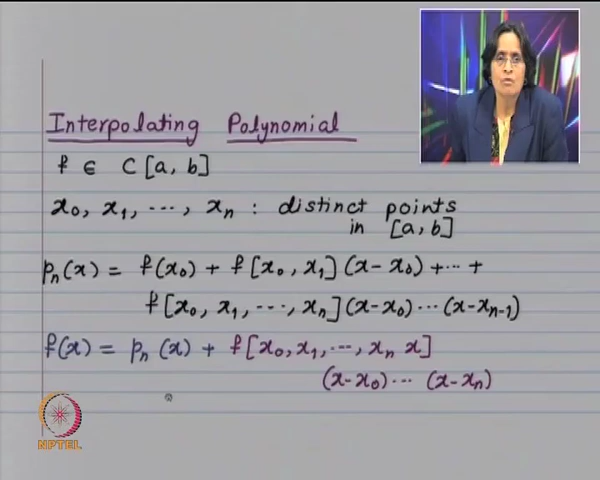 Interpolating Polynomial
f ∈ C [a, b]
x₀, x₁, ⋯, xₙ : distinct points
in [a, b]
pₙ(x) = f(x₀) + f[x₀, x₁](x-x₀) +⋯+
f[x₀, x₁, ⋯, xₙ](x-x₀)⋯(x-xₙ₋₁)
f(x) = pₙ(x) + f[x₀, x₁, ⋯, xₙ x]
(x-x₀)⋯ (x-xₙ)
NPTEL